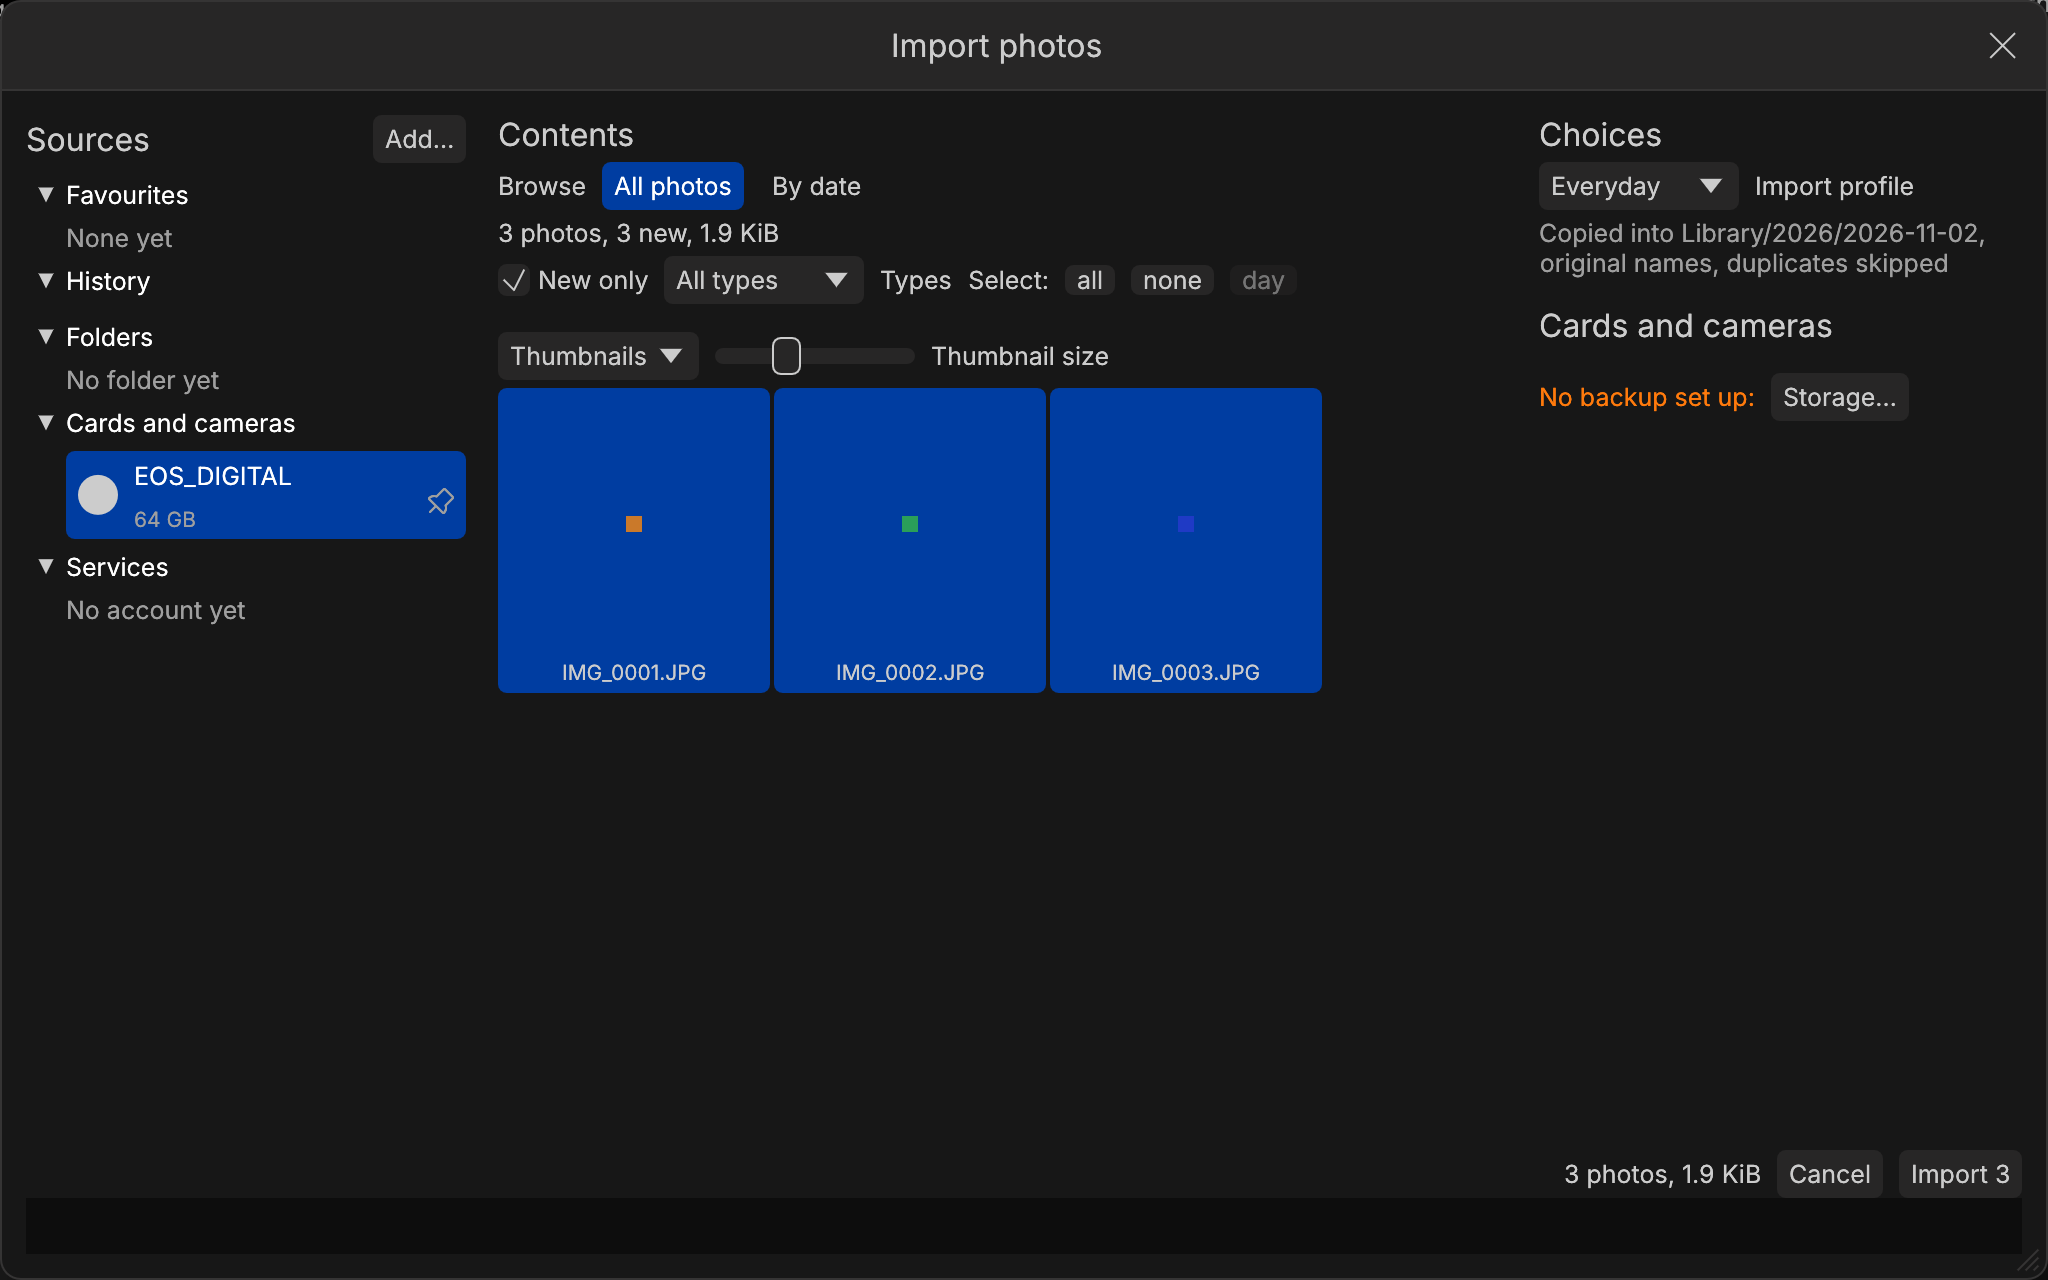 Import photos
Sources
Add...
Favourites
None yet
History
Folders
No folder yet
Cards and cameras
EOS_DIGITAL
64 GB
Services
No account yet
Contents
Browse All photos By date
3 photos, 3 new, 1.9 KiB
New only All types Types Select: all none day
Thumbnails Thumbnail size
IMG_0001.JPG IMG_0002.JPG IMG_0003.JPG
Choices
Everyday Import profile
Copied into Library/2026/2026-11-02,
original names, duplicates skipped
Cards and cameras
No backup set up: Storage...
3 photos, 1.9 KiB Cancel Import 3